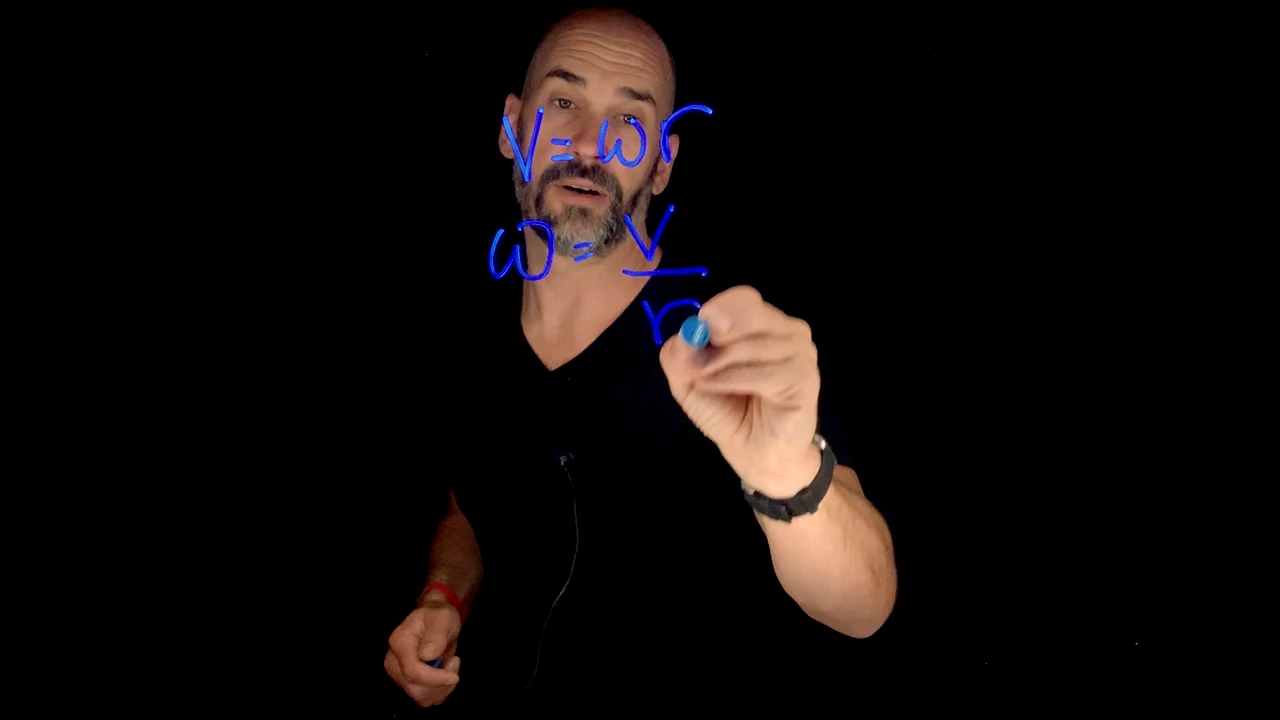 V = ωr
ω = V/r